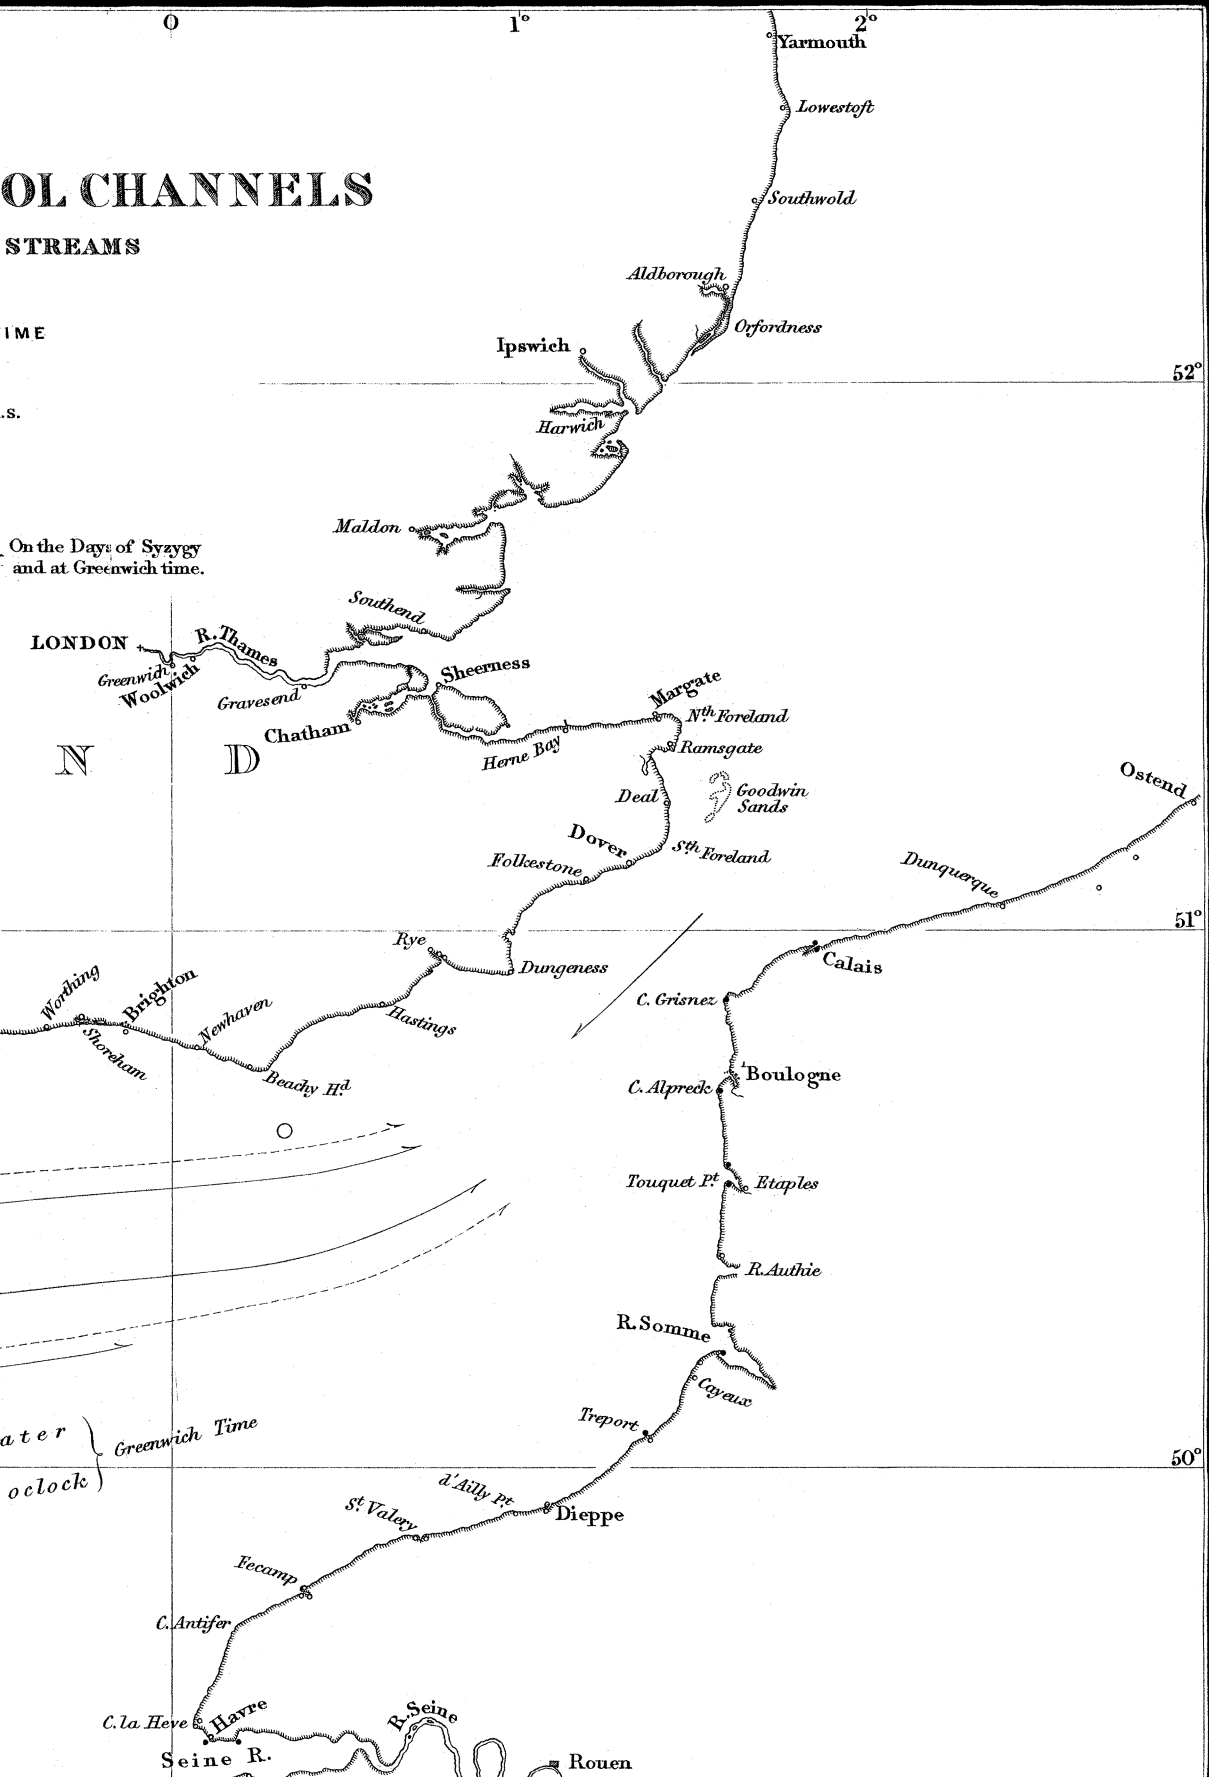 0
1°
2°
Yarmouth
Lowestoft
OL CHANNELS
Southwold
STREAMS
Aldborough
Orfordness
IME
Ipswich
52°
.s.
Harwich
Maldon
On the Days of Syzygy
and at Greenwich time.
Southend
LONDON
R. Thames
Greenwich
Woolwich
Gravesend
Sheerness
Chatham
Margate
Nth Foreland
Herne Bay
Ramsgate
N D
Ostend
Deal
Goodwin
Sands
Dover
Sth Foreland
Folkestone
Dunquerque
51°
Rye
Calais
Dungeness
Worthing
Brighton
C. Grisnez
Newhaven
Hastings
Shoreham
Beachy Hd
Boulogne
C. Alpreck
Touquet Pt.
Etaples
R. Authie
R. Somme
Cayeux
Treport
ater
oclock
Greenwich Time
50°
d'Ailly Pt.
St. Valery
Dieppe
Fecamp
C. Antifer
C. la Heve
Havre
R. Seine
Seine R.
Rouen